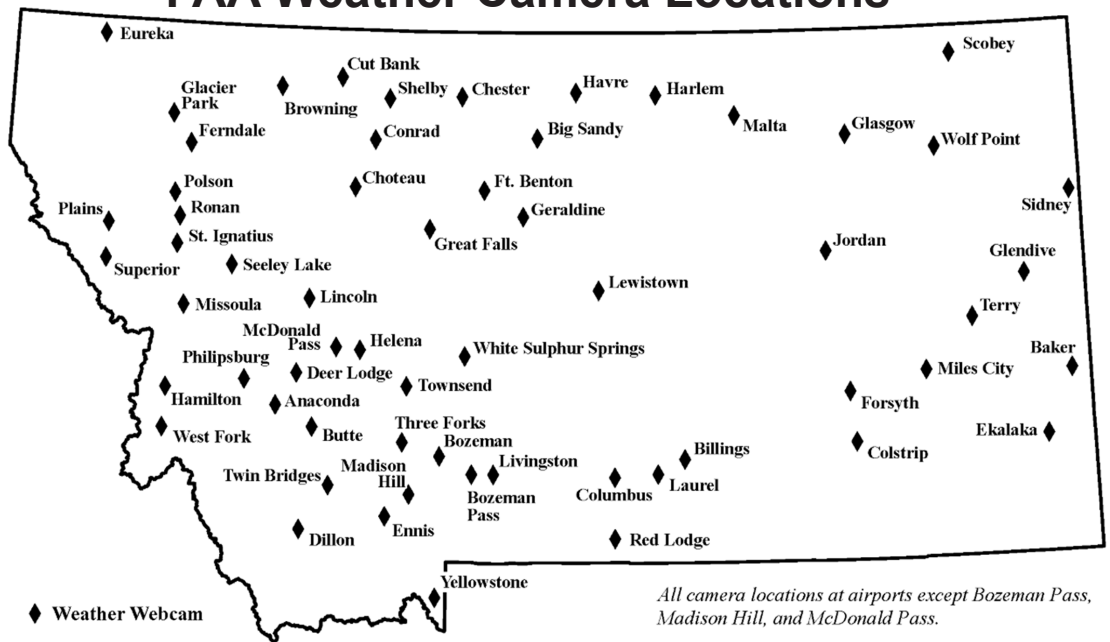 FAA Weather Camera Locations
Eureka
Scobey
Cut Bank
Glacier
Park
Browning
Shelby
Chester
Havre
Harlem
Malta
Glasgow
Wolf Point
Ferndale
Conrad
Big Sandy
Polson
Choteau
Ft. Benton
Sidney
Plains
Ronan
Geraldine
St. Ignatius
Great Falls
Jordan
Glendive
Superior
Seeley Lake
Lewistown
Missoula
Lincoln
Terry
McDonald
Pass
Helena
White Sulphur Springs
Baker
Philipsburg
Deer Lodge
Townsend
Miles City
Hamilton
Anaconda
Forsyth
West Fork
Butte
Three Forks
Bozeman
Ekalaka
Colstrip
Twin Bridges
Madison
Hill
Livingston
Bozeman
Pass
Columbus
Billings
Laurel
Dillon
Ennis
Red Lodge
Yellowstone
Weather Webcam
All camera locations at airports except Bozeman Pass,
Madison Hill, and McDonald Pass.